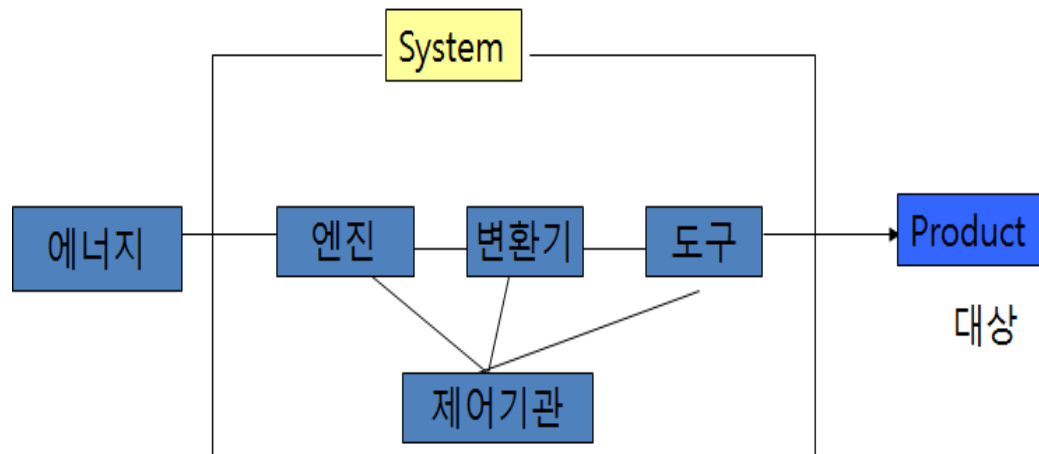 System
에너지
엔진
변환기
도구
Product
대상
제어기관